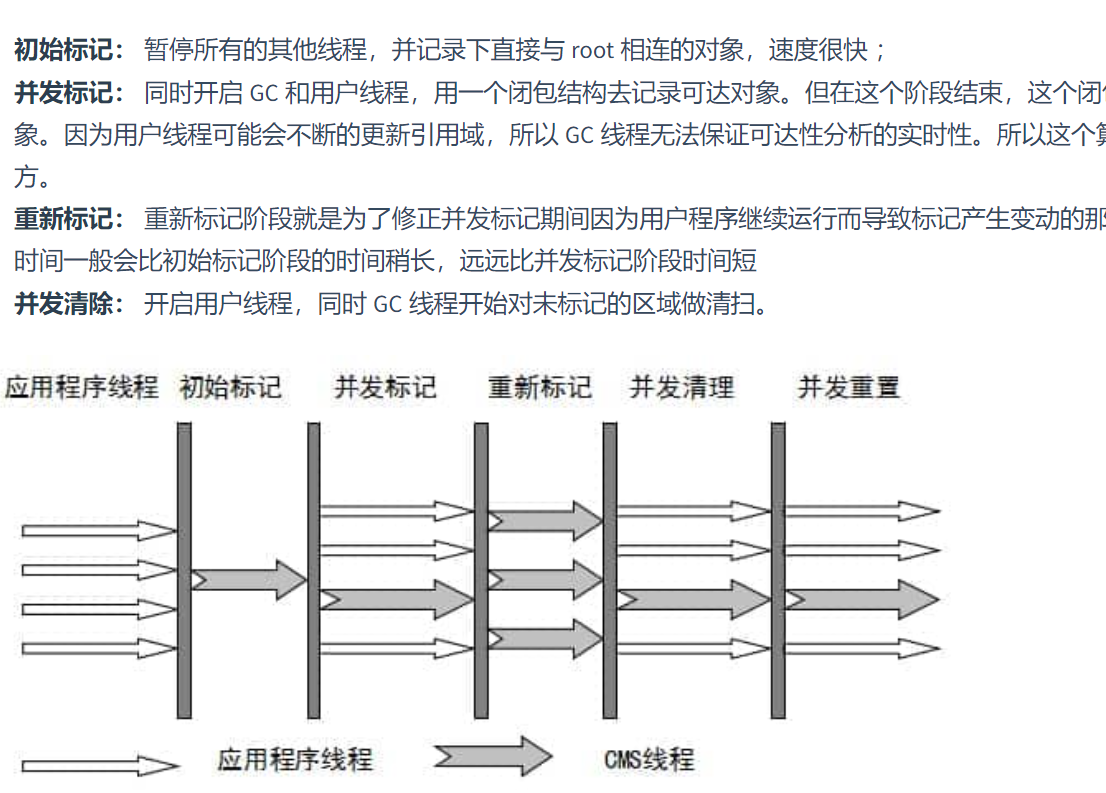 初始标记： 暂停所有的其他线程，并记录下直接与 root 相连的对象，速度很快 ；
并发标记： 同时开启 GC 和用户线程，用一个闭包结构去记录可达对象。但在这个阶段结束，这个闭
象。因为用户线程可能会不断的更新引用域，所以 GC 线程无法保证可达性分析的实时性。所以这个
方。
重新标记： 重新标记阶段就是为了修正并发标记期间因为用户程序继续运行而导致标记产生变动的那
时间一般会比初始标记阶段的时间稍长，远远比并发标记阶段时间短
并发清除： 开启用户线程，同时 GC 线程开始对未标记的区域做清扫。
应用程序线程 初始标记 并发标记 重新标记 并发清理 并发重置
应用程序线程 CMS线程